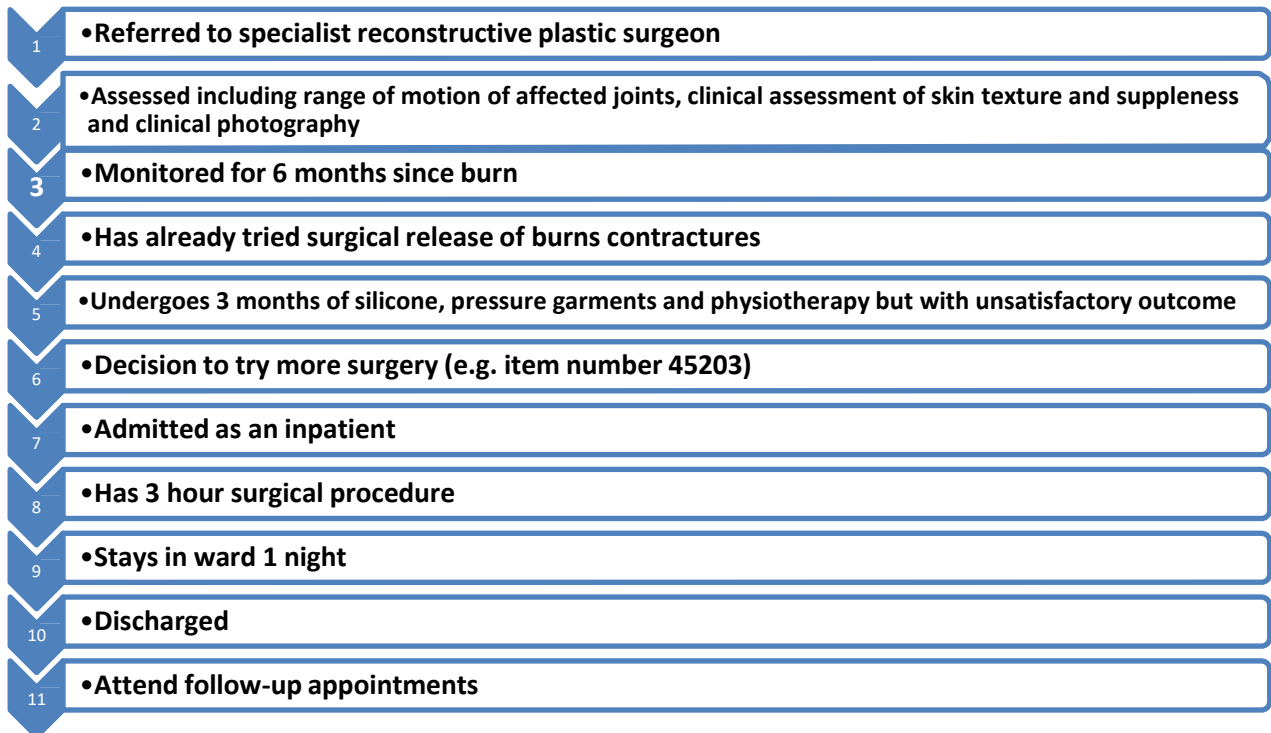 1
•Referred to specialist reconstructive plastic surgeon
2
•Assessed including range of motion of affected joints, clinical assessment of skin texture and suppleness
and clinical photography
3
•Monitored for 6 months since burn
4
•Has already tried surgical release of burns contractures
5
•Undergoes 3 months of silicone, pressure garments and physiotherapy but with unsatisfactory outcome
6
•Decision to try more surgery (e.g. item number 45203)
7
•Admitted as an inpatient
8
•Has 3 hour surgical procedure
9
•Stays in ward 1 night
10
•Discharged
11
•Attend follow-up appointments